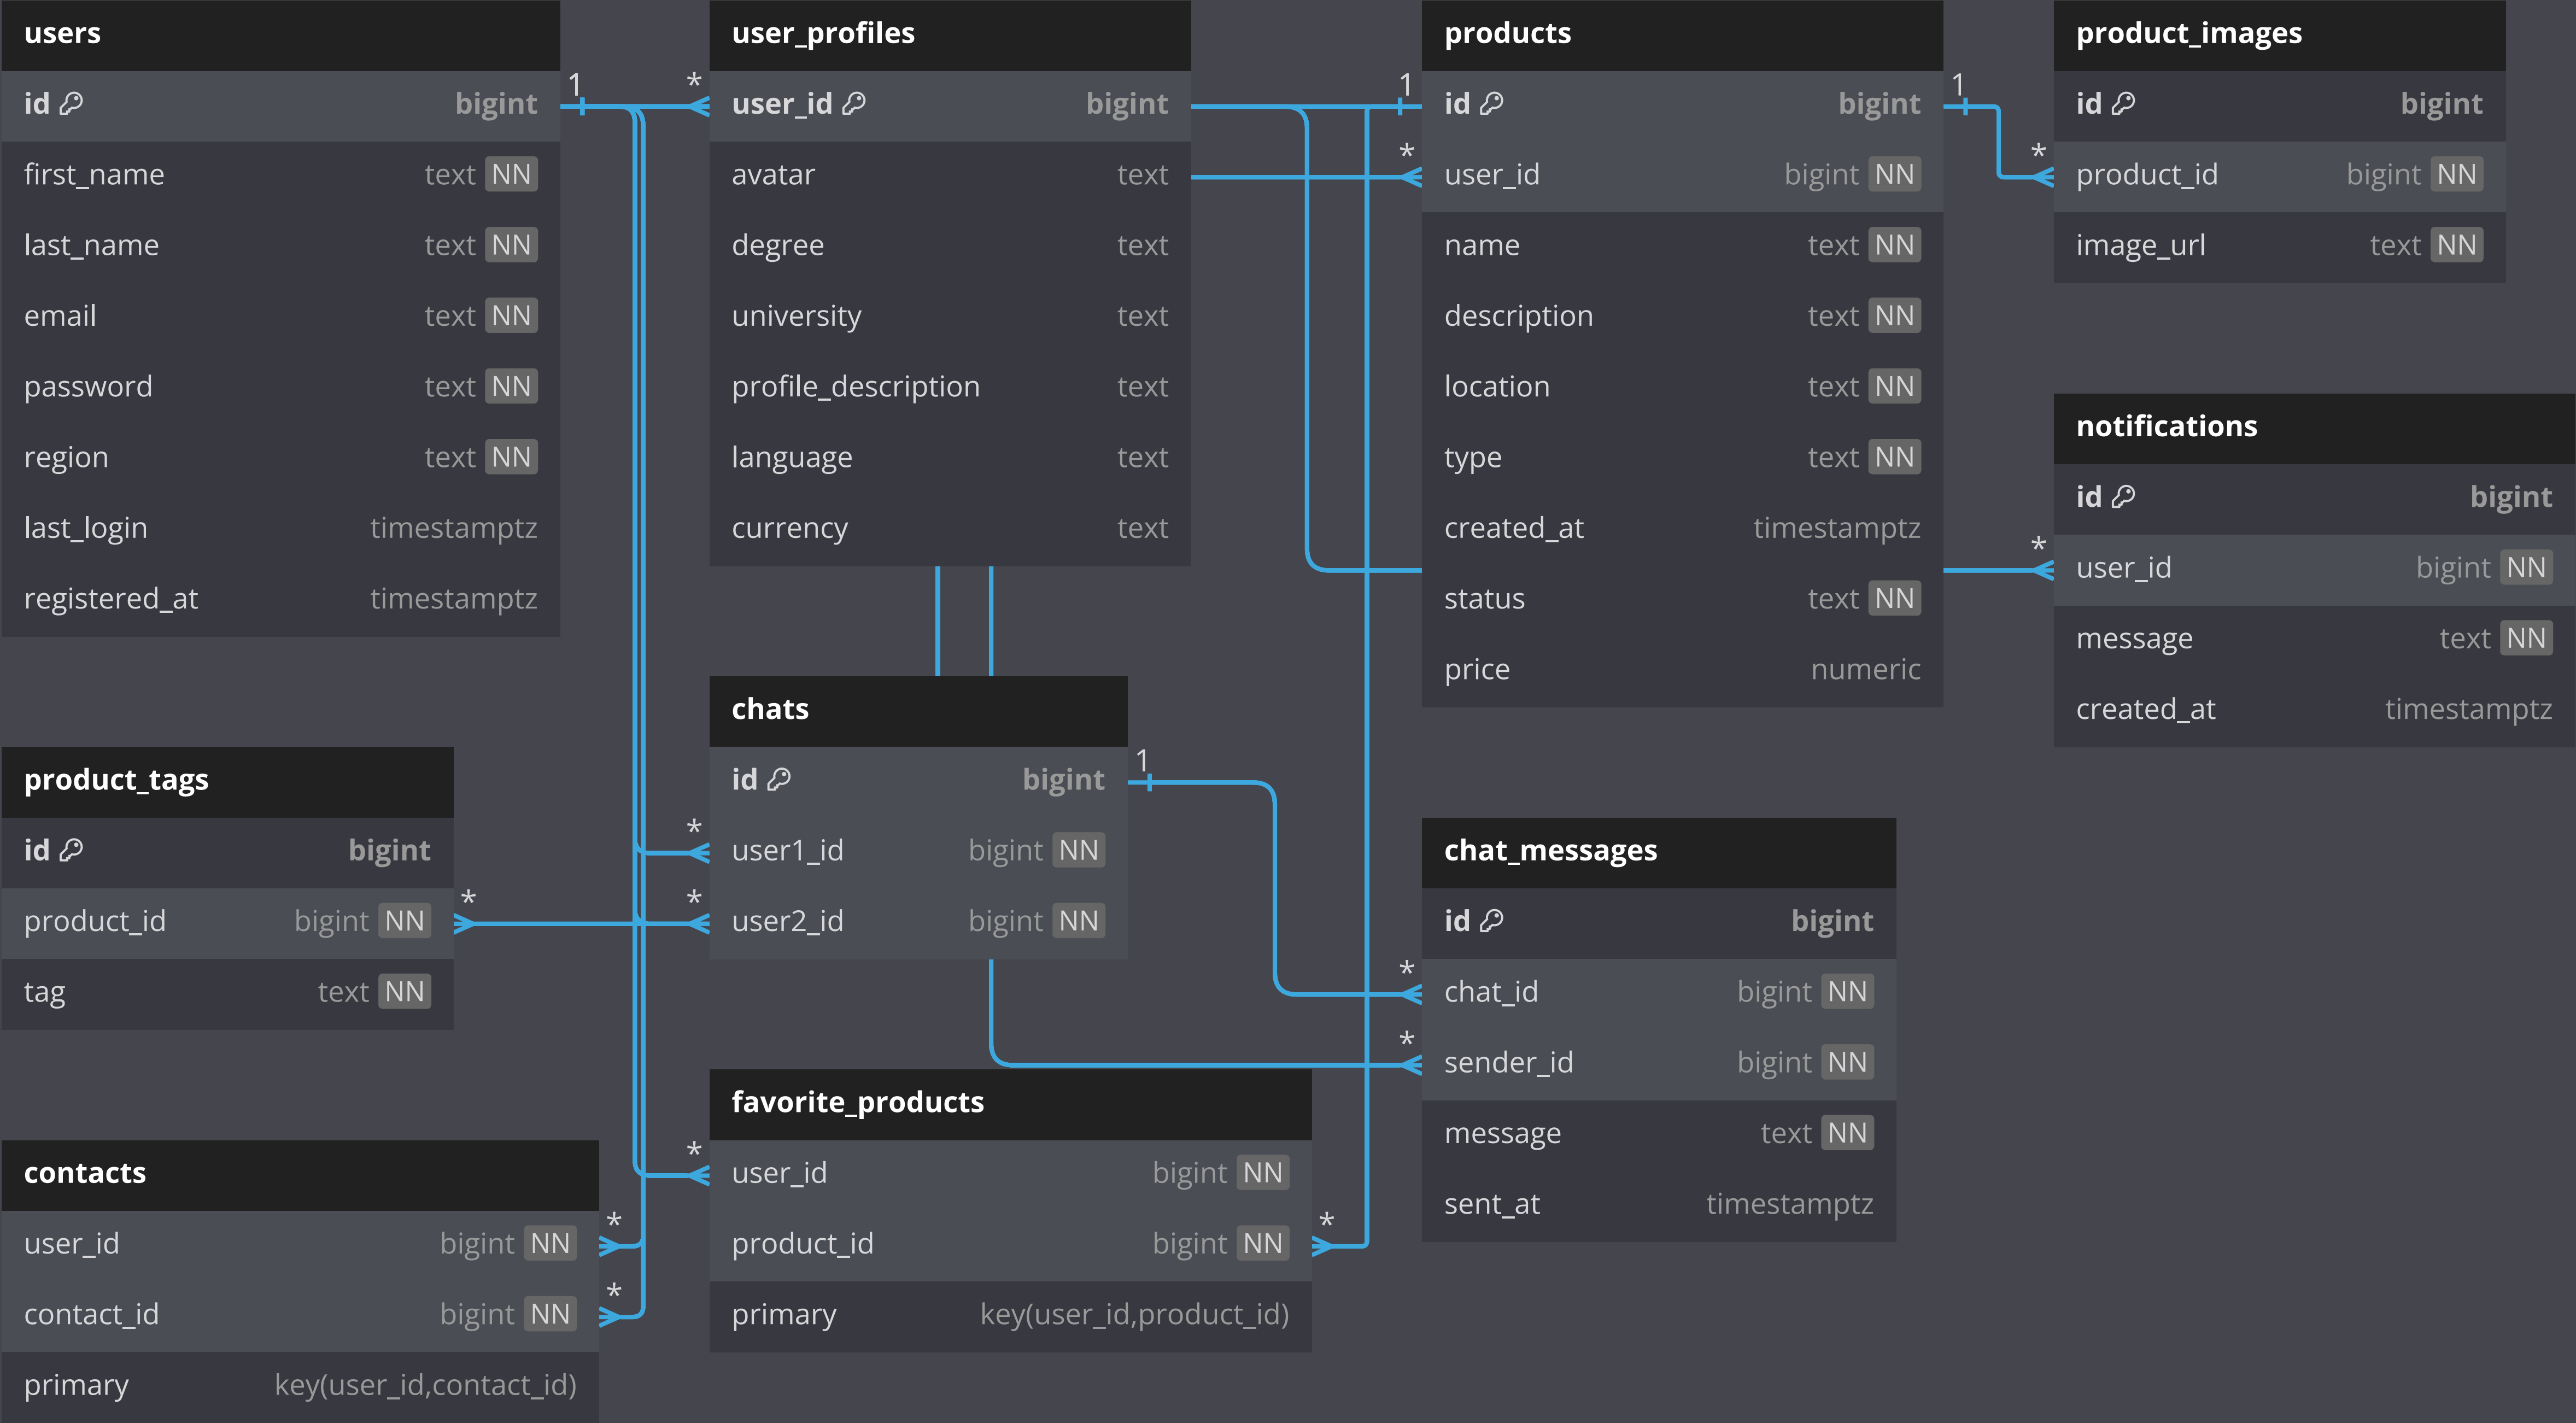 users
id bigint
first_name text NN
last_name text NN
email text NN
password text NN
region text NN
last_login timestamptz
registered_at timestamptz
1
*
user_profiles
user_id bigint
avatar text
degree text
university text
profile_description text
language text
currency text
1
*
products
id bigint
user_id bigint NN
name text NN
description text NN
location text NN
type text NN
created_at timestamptz
status text NN
price numeric
1
*
product_images
id bigint
product_id bigint NN
image_url text NN
notifications
id bigint
*
user_id bigint NN
message text NN
created_at timestamptz
product_tags
id bigint
product_id bigint NN
*
tag text NN
chats
id bigint
1
*
user1_id bigint NN
*
user2_id bigint NN
chat_messages
id bigint
*
chat_id bigint NN
*
sender_id bigint NN
message text NN
sent_at timestamptz
contacts
user_id bigint NN
*
contact_id bigint NN
*
primary key(user_id,contact_id)
favorite_products
*
user_id bigint NN
product_id bigint NN
*
primary key(user_id,product_id)